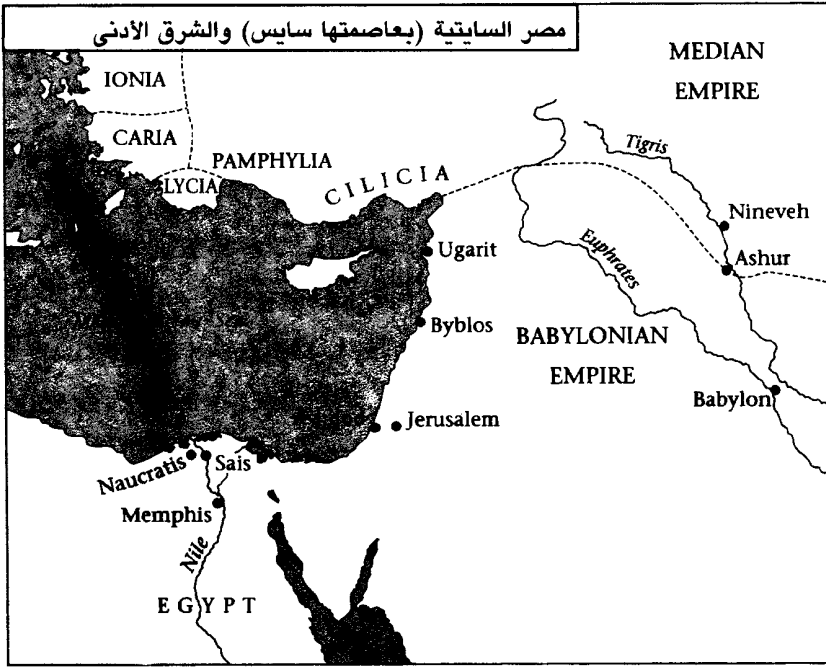 مصر السايتية (بعاصمتها سايس) والشرق الأدنى
MEDIAN
EMPIRE
IONIA
CARIA
LYCIA
PAMPHYLIA
CILICIA
Tigris
Nineveh
Ashur
Ugarit
Euphrates
Byblos
BABYLONIAN
EMPIRE
Babylon
Jerusalem
Naucratis
Sais
Memphis
Nile
EGYPT